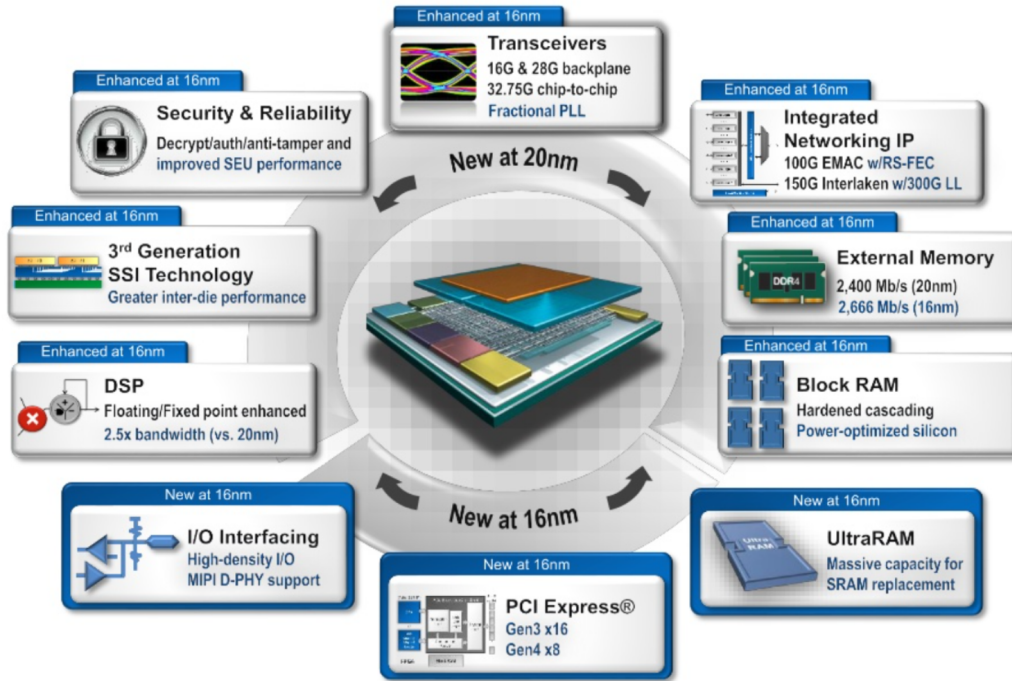 Enhanced at 16nm
Transceivers
16G & 28G backplane
32.75G chip-to-chip
Fractional PLL
Enhanced at 16nm
Security & Reliability
Decrypt/auth/anti-tamper and
improved SEU performance
Enhanced at 16nm
Integrated
Networking IP
100G EMAC w/RS-FEC
150G Interlaken w/300G LL
New at 20nm
Enhanced at 16nm
3rd Generation
SSI Technology
Greater inter-die performance
Enhanced at 16nm
External Memory
DDR4
2,400 Mb/s (20nm)
2,666 Mb/s (16nm)
Enhanced at 16nm
DSP
Floating/Fixed point enhanced
2.5x bandwidth (vs. 20nm)
Enhanced at 16nm
Block RAM
Hardened cascading
Power-optimized silicon
New at 16nm
New at 16nm
I/O Interfacing
High-density I/O
MIPI D-PHY support
New at 16nm
PCI Express®
Gen3 x16
Gen4 x8
New at 16nm
Ultra
RAM
UltraRAM
Massive capacity for
SRAM replacement